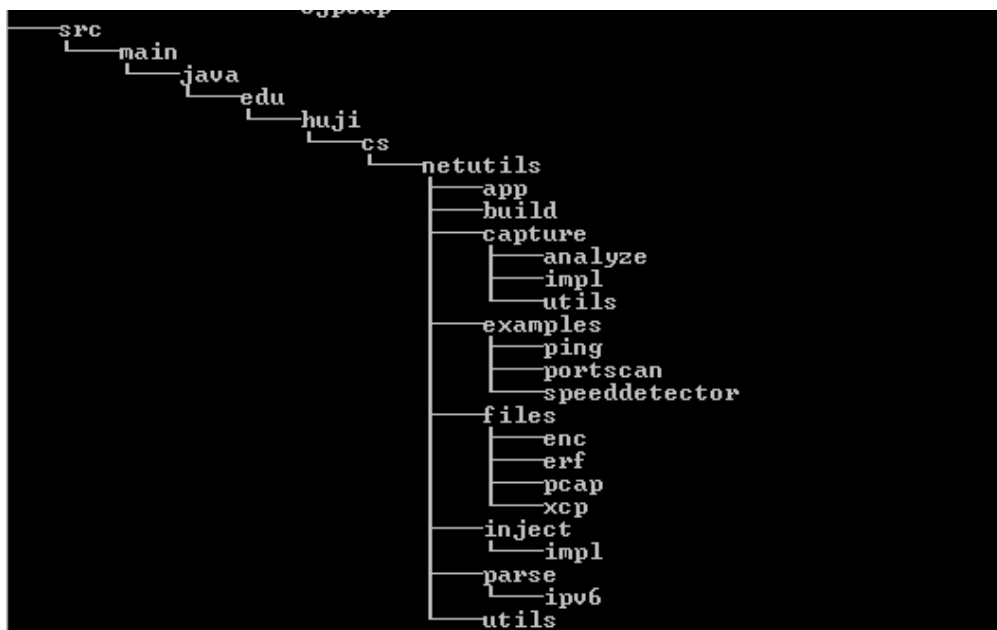 src
main
java
edu
huji
cs
netutils
app
build
capture
analyze
impl
utils
examples
ping
portscan
speeddetector
files
enc
erf
pcap
xcp
inject
impl
parse
ipv6
utils